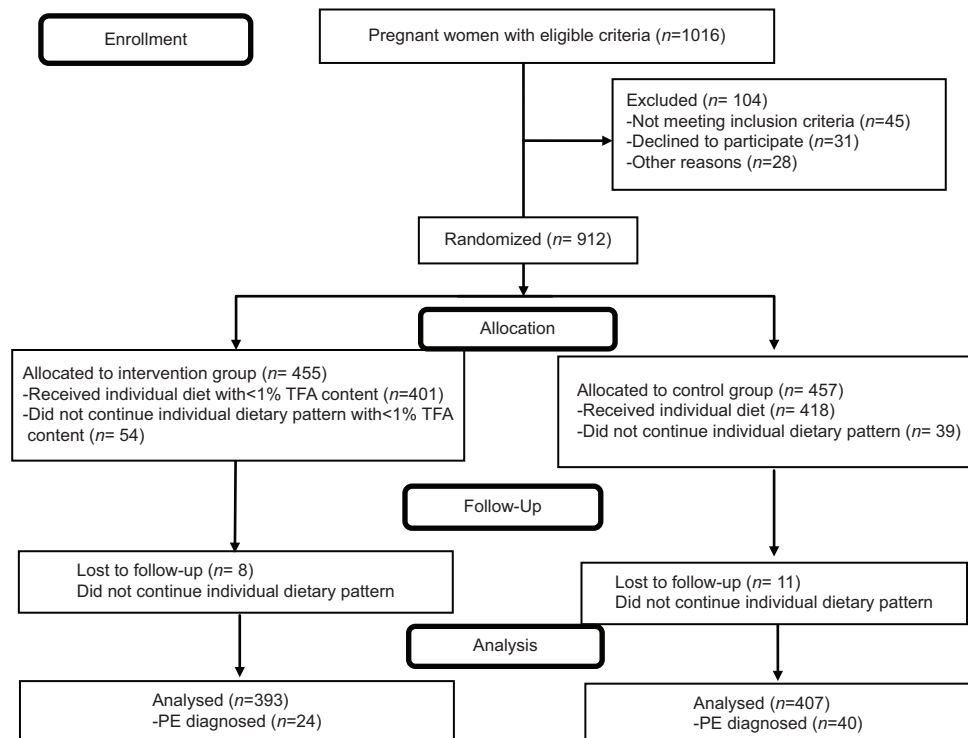 Enrollment
Pregnant women with eligible criteria (n=1016)
Excluded (n= 104)
-Not meeting inclusion criteria (n=45)
-Declined to participate (n=31)
-Other reasons (n=28)
Randomized (n= 912)
Allocation
Allocated to intervention group (n= 455)
-Received individual diet with<1% TFA content (n=401)
-Did not continue individual dietary pattern with<1% TFA
content (n= 54)
Allocated to control group (n= 457)
-Received individual diet (n= 418)
-Did not continue individual dietary pattern (n= 39)
Follow-Up
Lost to follow-up (n= 8)
Did not continue individual dietary pattern
Lost to follow-up (n= 11)
Did not continue individual dietary pattern
Analysis
Analysed (n=393)
-PE diagnosed (n=24)
Analysed (n=407)
-PE diagnosed (n=40)